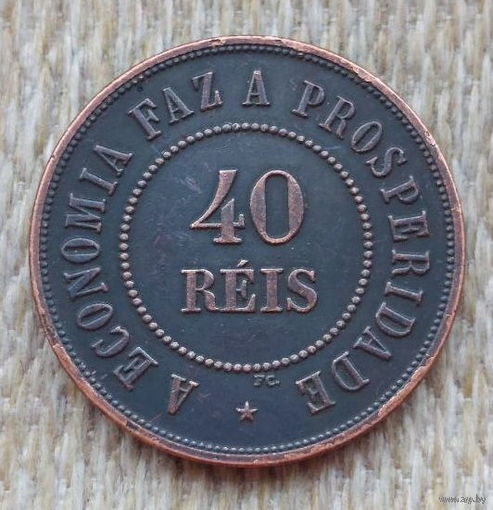 A ECONOMIA FAZ A PROSPERIDADE
40
RÉIS
F.C.